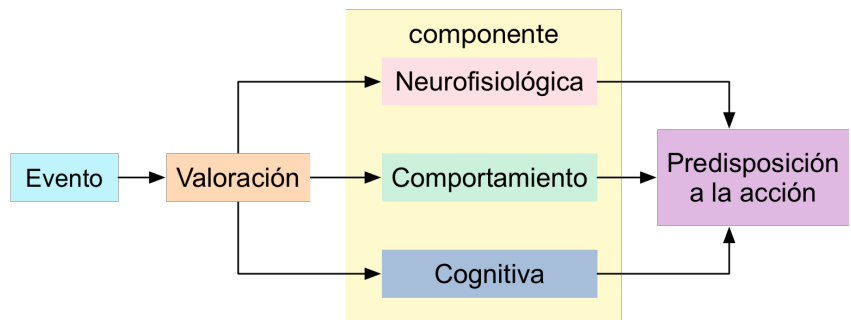 componente
Neurofisiológica
Evento
Valoración
Comportamiento
Predisposición
a la acción
Cognitiva